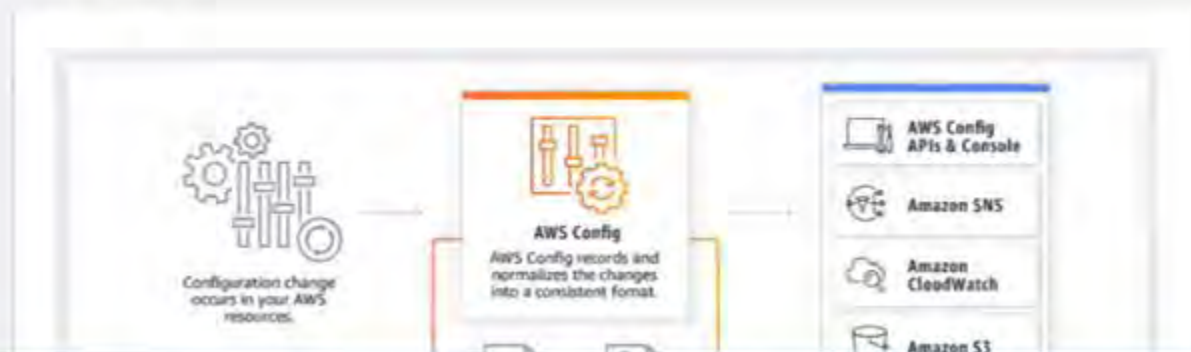 Configuration change
occurs in your AWS
resources.
AWS Config
AWS Config records and
normalizes the changes
into a consistent format.
AWS Config
APIs & Console
Amazon SNS
Amazon
CloudWatch
Amazon S3